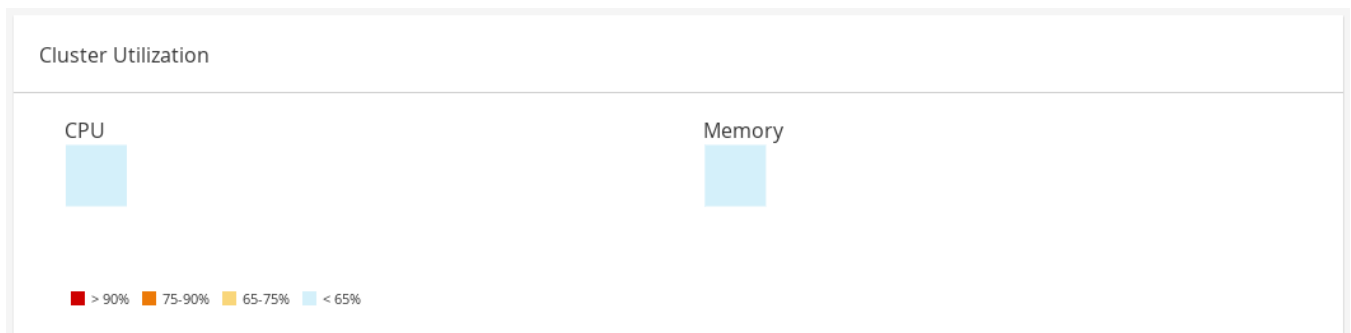 Cluster Utilization
CPU
Memory
> 90%
75-90%
65-75%
< 65%